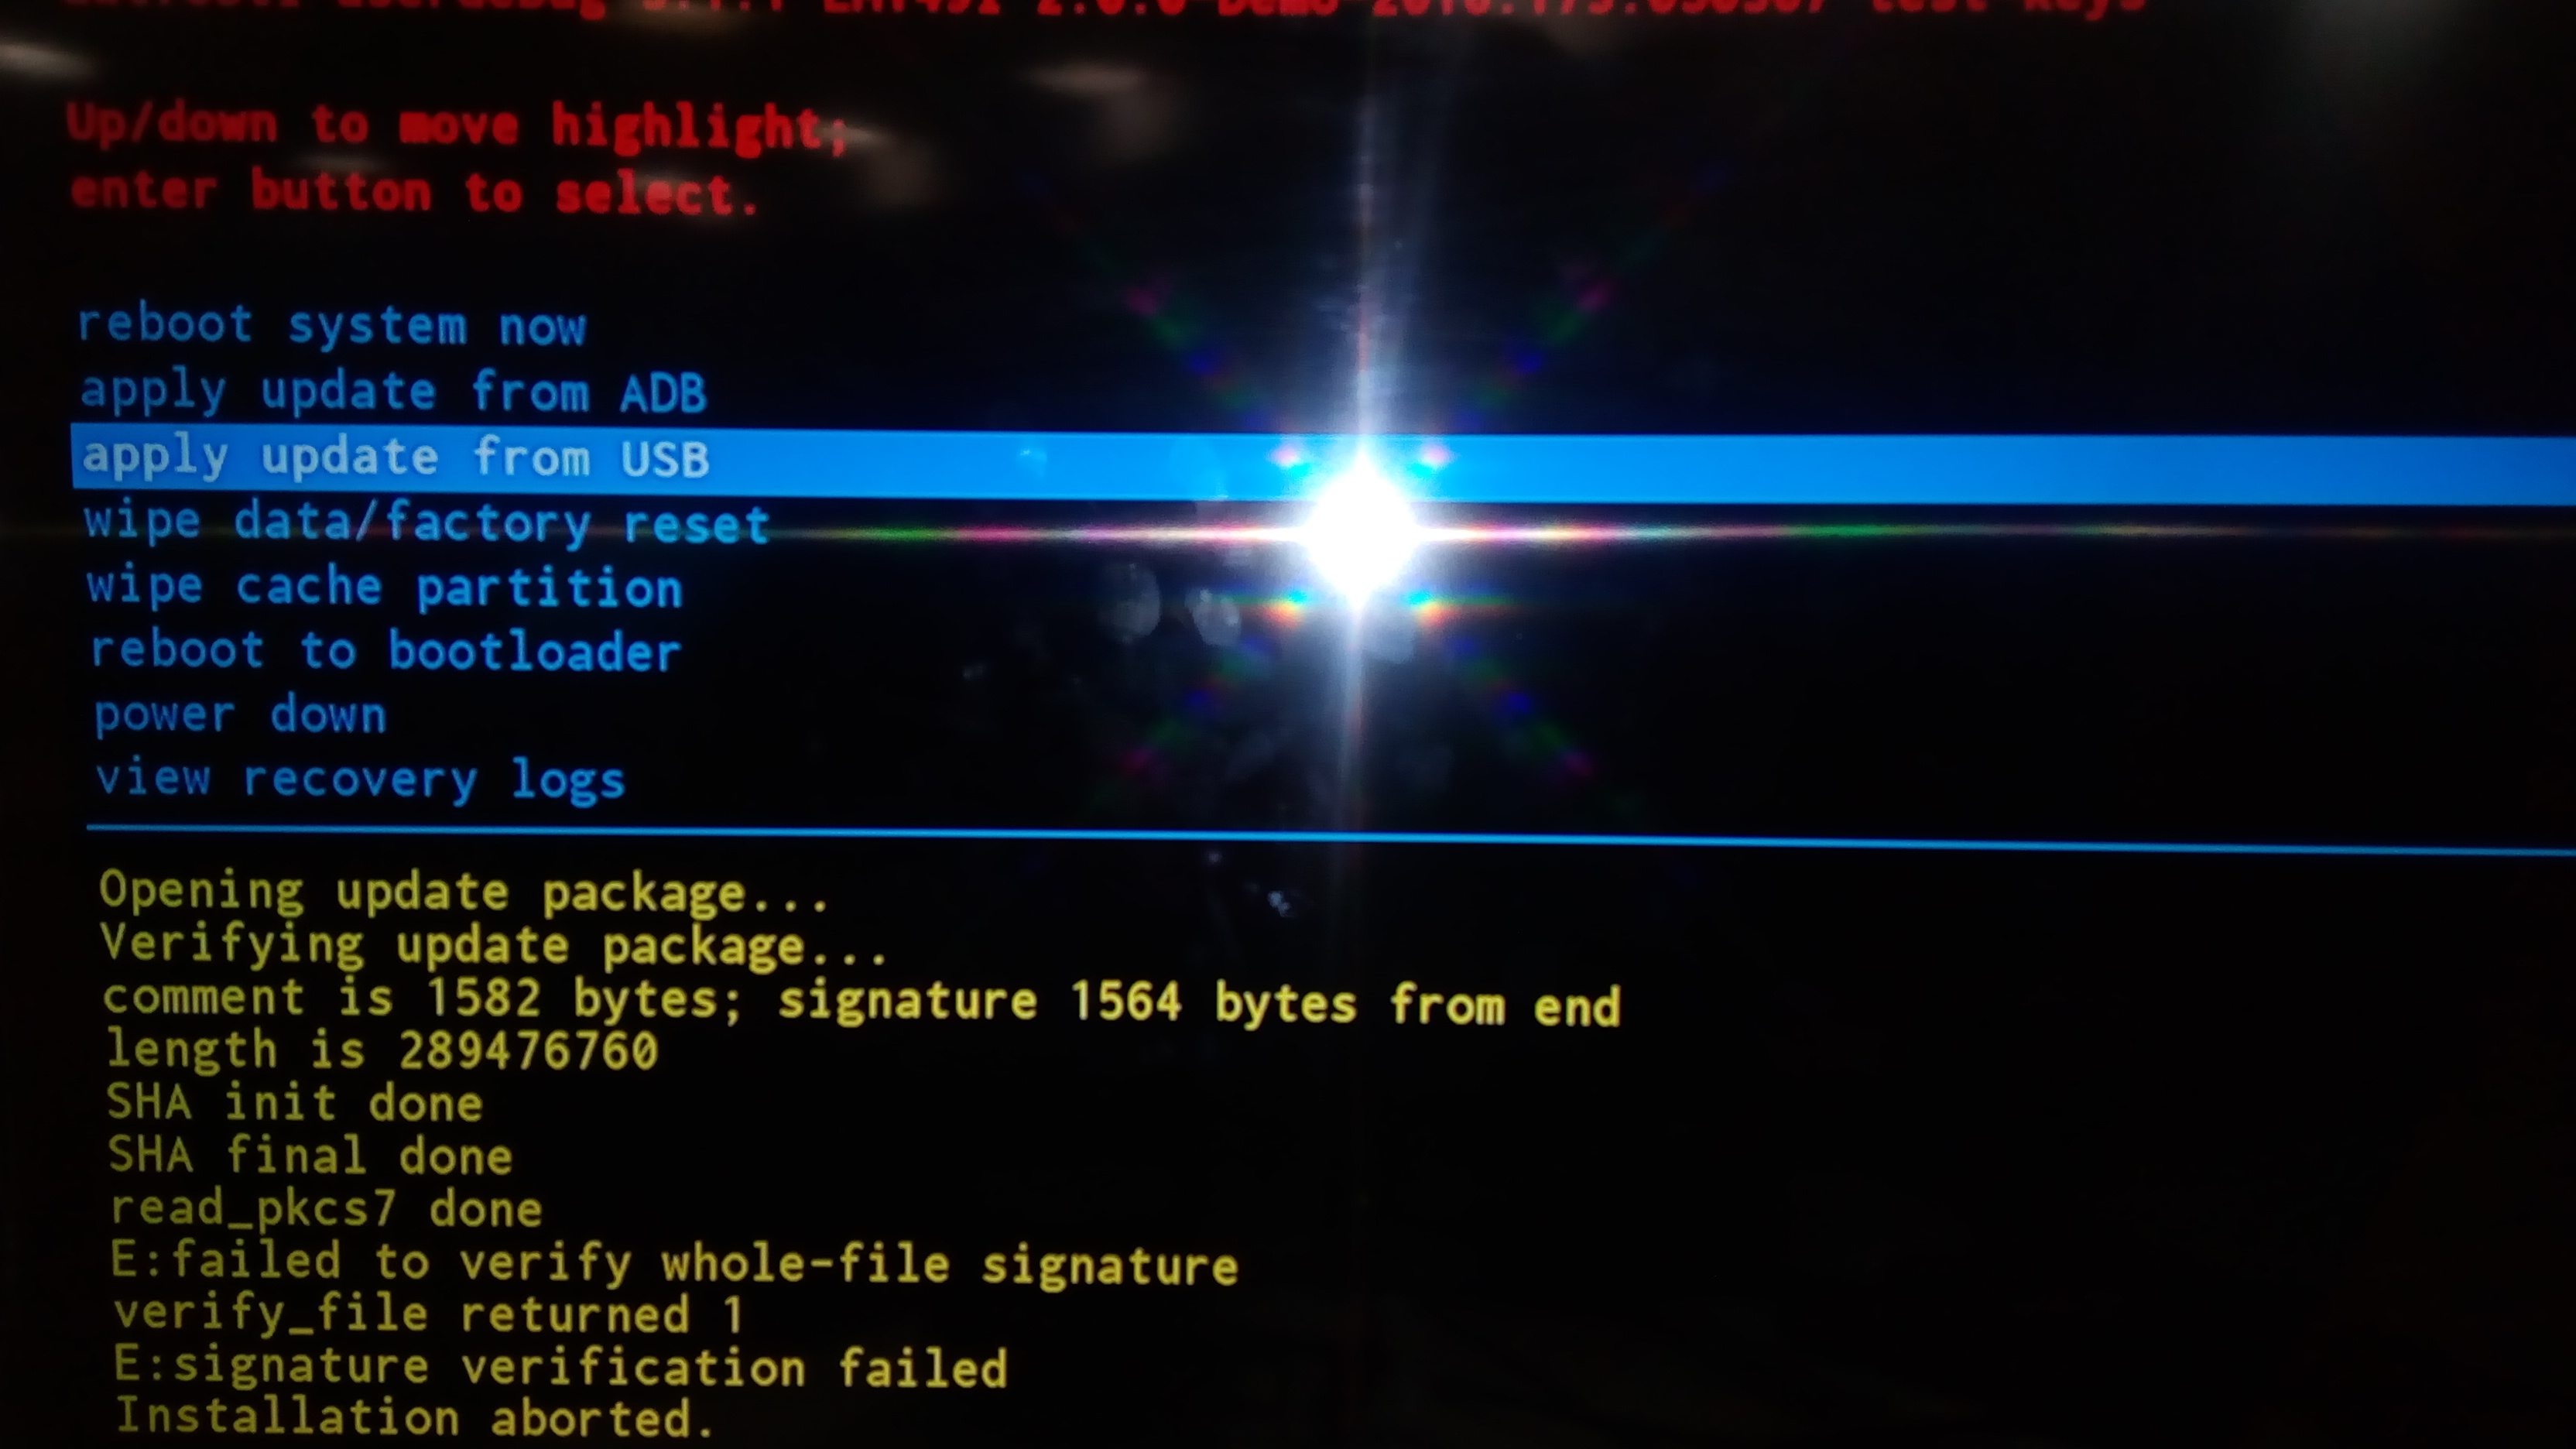 Up/down to move highlight;
enter button to select.
reboot system now
apply update from ADB
apply update from USB
wipe data/factory reset
wipe cache partition
reboot to bootloader
power down
view recovery logs
Opening update package...
Verifying update package...
comment is 1582 bytes; signature 1564 bytes from end
length is 289476760
SHA init done
SHA final done
read_pkcs7 done
E:failed to verify whole-file signature
verify_file returned 1
E:signature verification failed
Installation aborted.